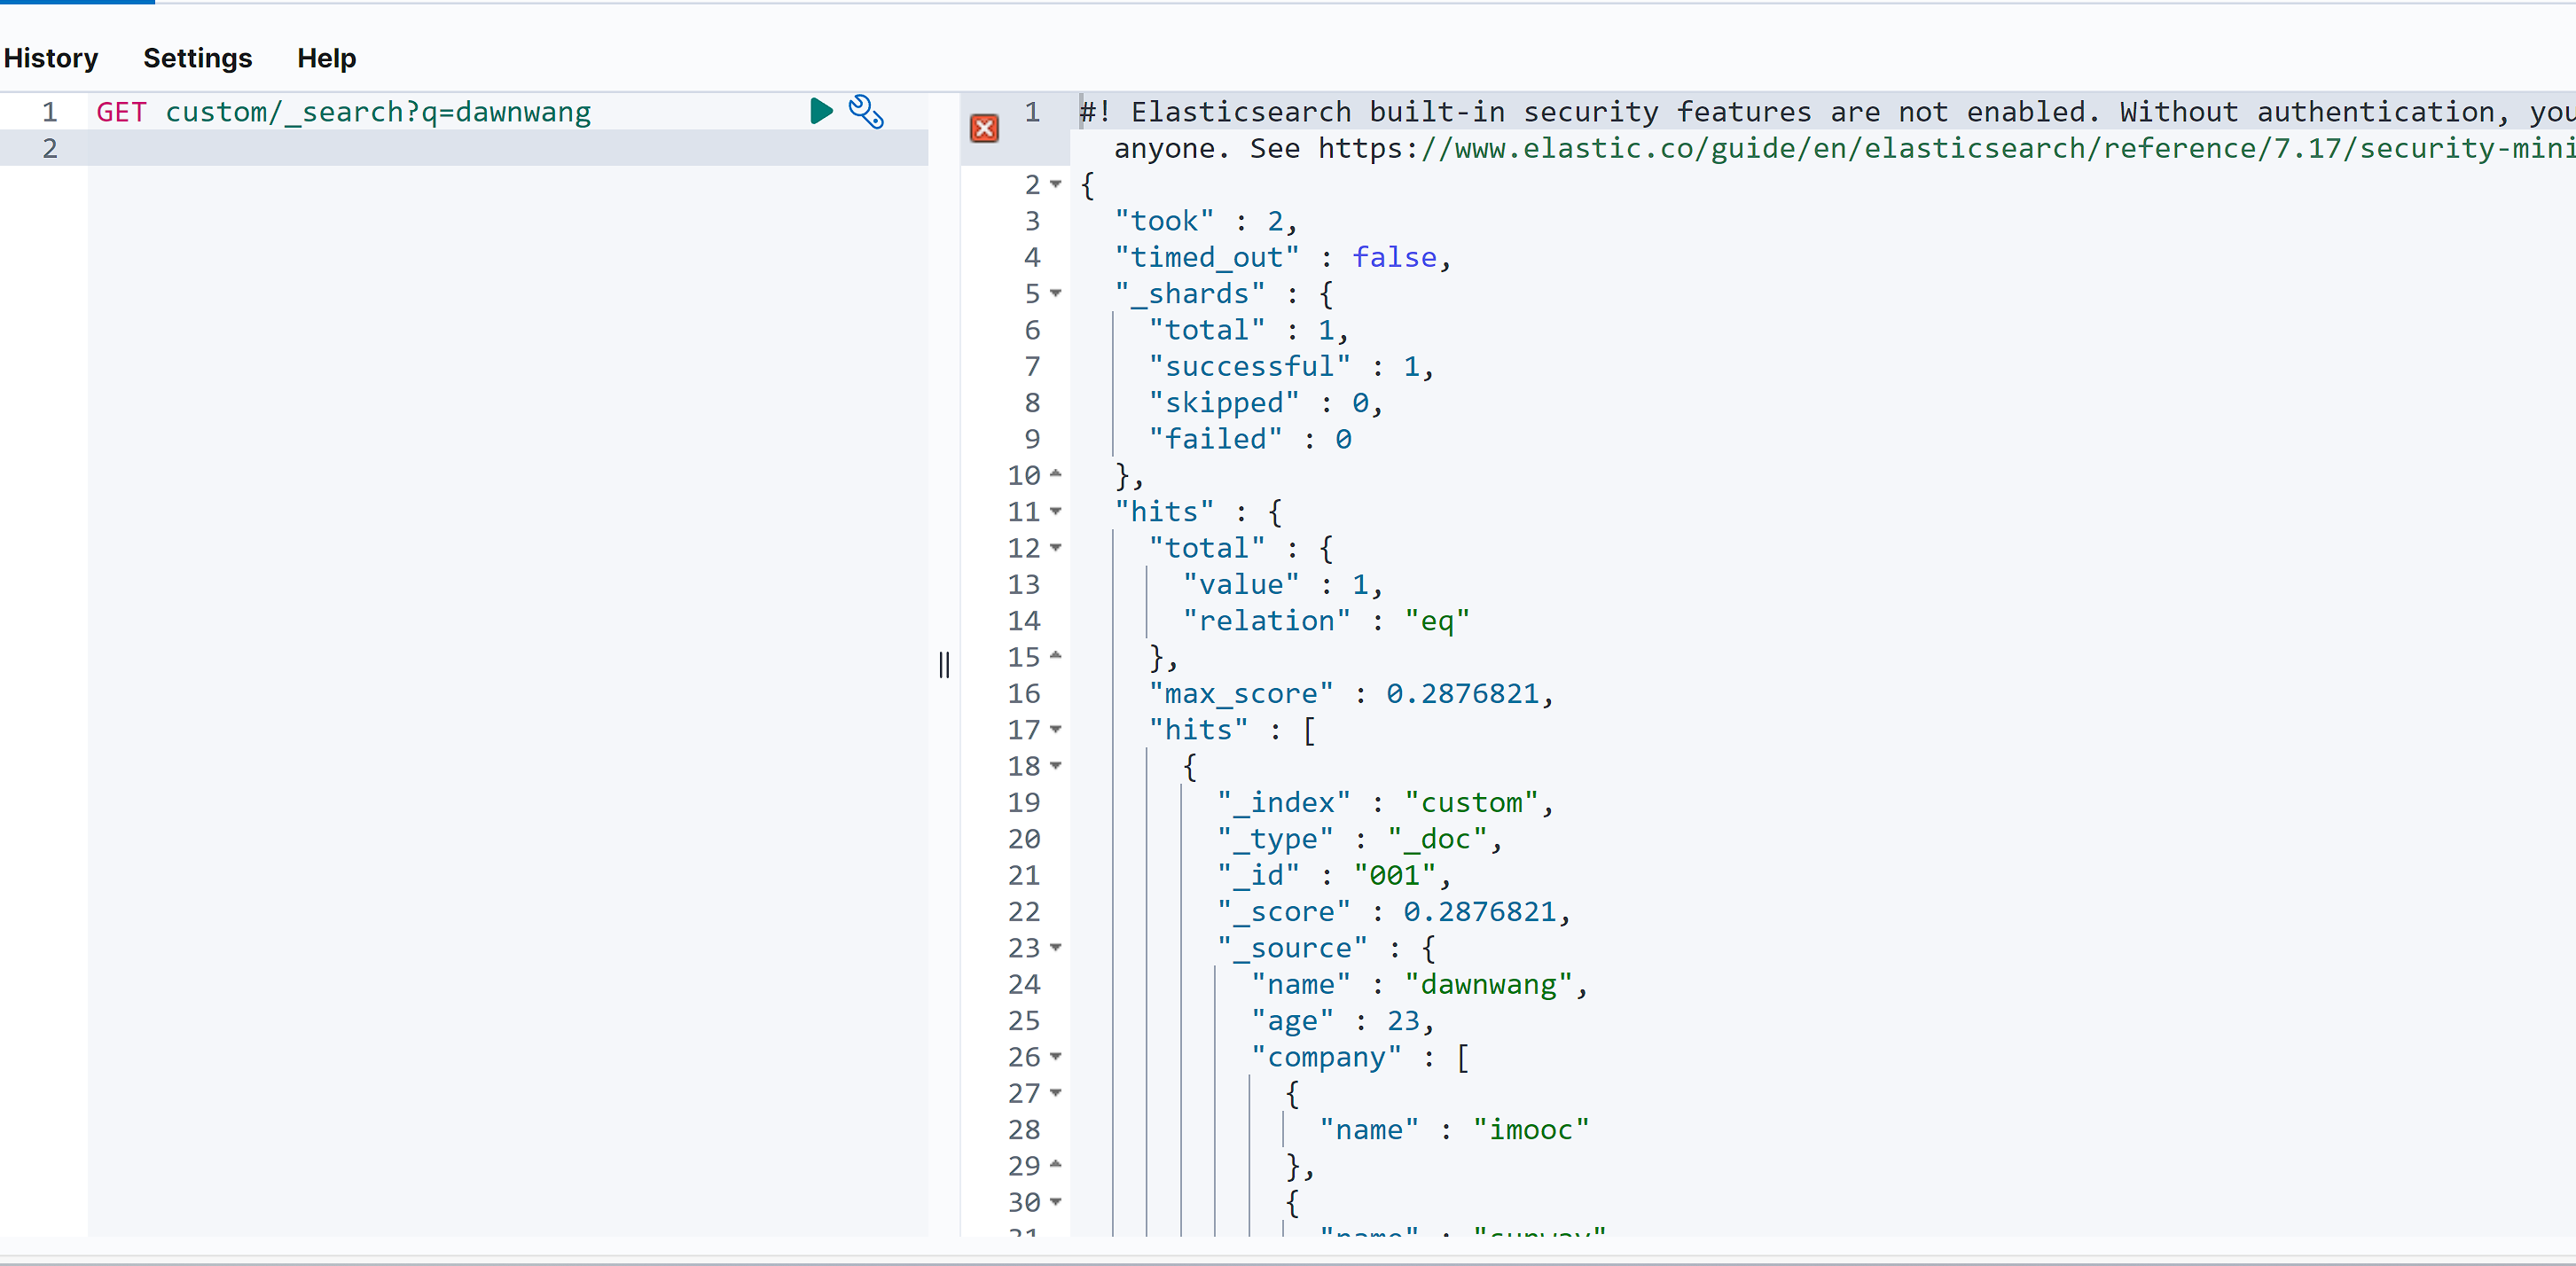 History Settings Help
1 GET custom/_search?q=dawnwang
2
1 #! Elasticsearch built-in security features are not enabled. Without authentication, you
anyone. See https://www.elastic.co/guide/en/elasticsearch/reference/7.17/security-mini
2 {
3 "took" : 2,
4 "timed_out" : false,
5 "_shards" : {
6 "total" : 1,
7 "successful" : 1,
8 "skipped" : 0,
9 "failed" : 0
10 },
11 "hits" : {
12 "total" : {
13 "value" : 1,
14 "relation" : "eq"
15 },
16 "max_score" : 0.2876821,
17 "hits" : [
18 {
19 "_index" : "custom",
20 "_type" : "_doc",
21 "_id" : "001",
22 "_score" : 0.2876821,
23 "_source" : {
24 "name" : "dawnwang",
25 "age" : 23,
26 "company" : [
27 {
28 "name" : "imooc"
29 },
30 {
31 "name" : "sunway"